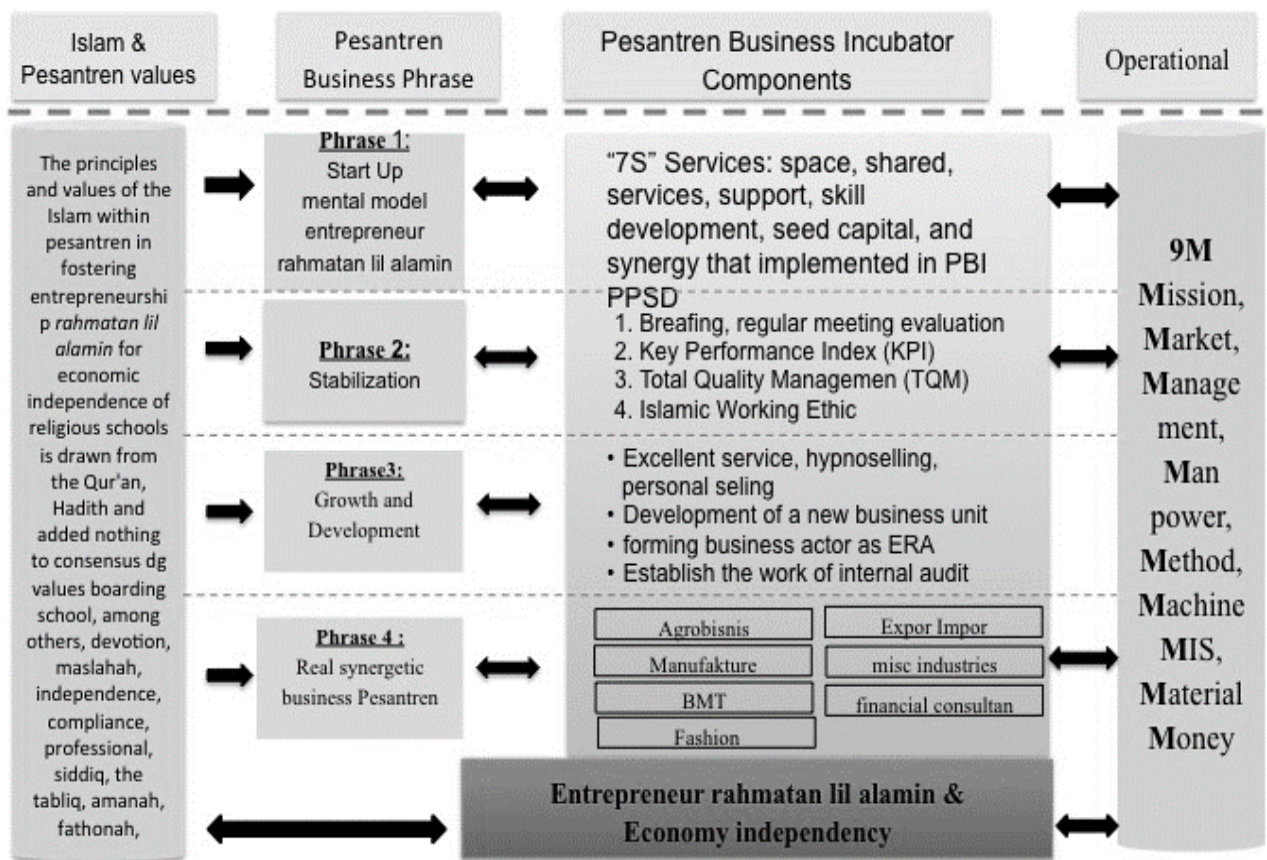 Islam &
Pesantren values
Pesantren
Business Phrase
Pesantren Business Incubator
Components
Operational
The principles
and values of the
Islam within
pesantren in
fostering
entrepreneurshi
p rahmatan lil
alamin for
economic
independence of
religious schools
is drawn from
the Qur'an,
Hadith and
added nothing
to consensus dg
values boarding
school, among
others, devotion,
maslahah,
independence,
compliance,
professional,
siddiq, the
tabliq, amanah,
fathonah,
Phrase 1:
Start Up
mental model
entrepreneur
rahmatan lil alamin
Phrase 2:
Stabilization
Phrase3:
Growth and
Development
Phrase 4 :
Real synergetic
business Pesantren
“7S” Services: space, shared,
services, support, skill
development, seed capital, and
synergy that implemented in PBI
PPSD
1. Breafing, regular meeting evaluation
2. Key Performance Index (KPI)
3. Total Quality Managemen (TQM)
4. Islamic Working Ethic
• Excellent service, hypnoselling,
personal seling
• Development of a new business unit
• forming business actor as ERA
• Establish the work of internal audit
Agrobisnis
Manufakture
BMT
Fashion
Expor Impor
misc industries
financial consultan
Entrepreneur rahmatan lil alamin &
Economy independency
9M
Mission,
Market,
Manage
ment,
Man
power,
Method,
Machine
MIS,
Material
Money